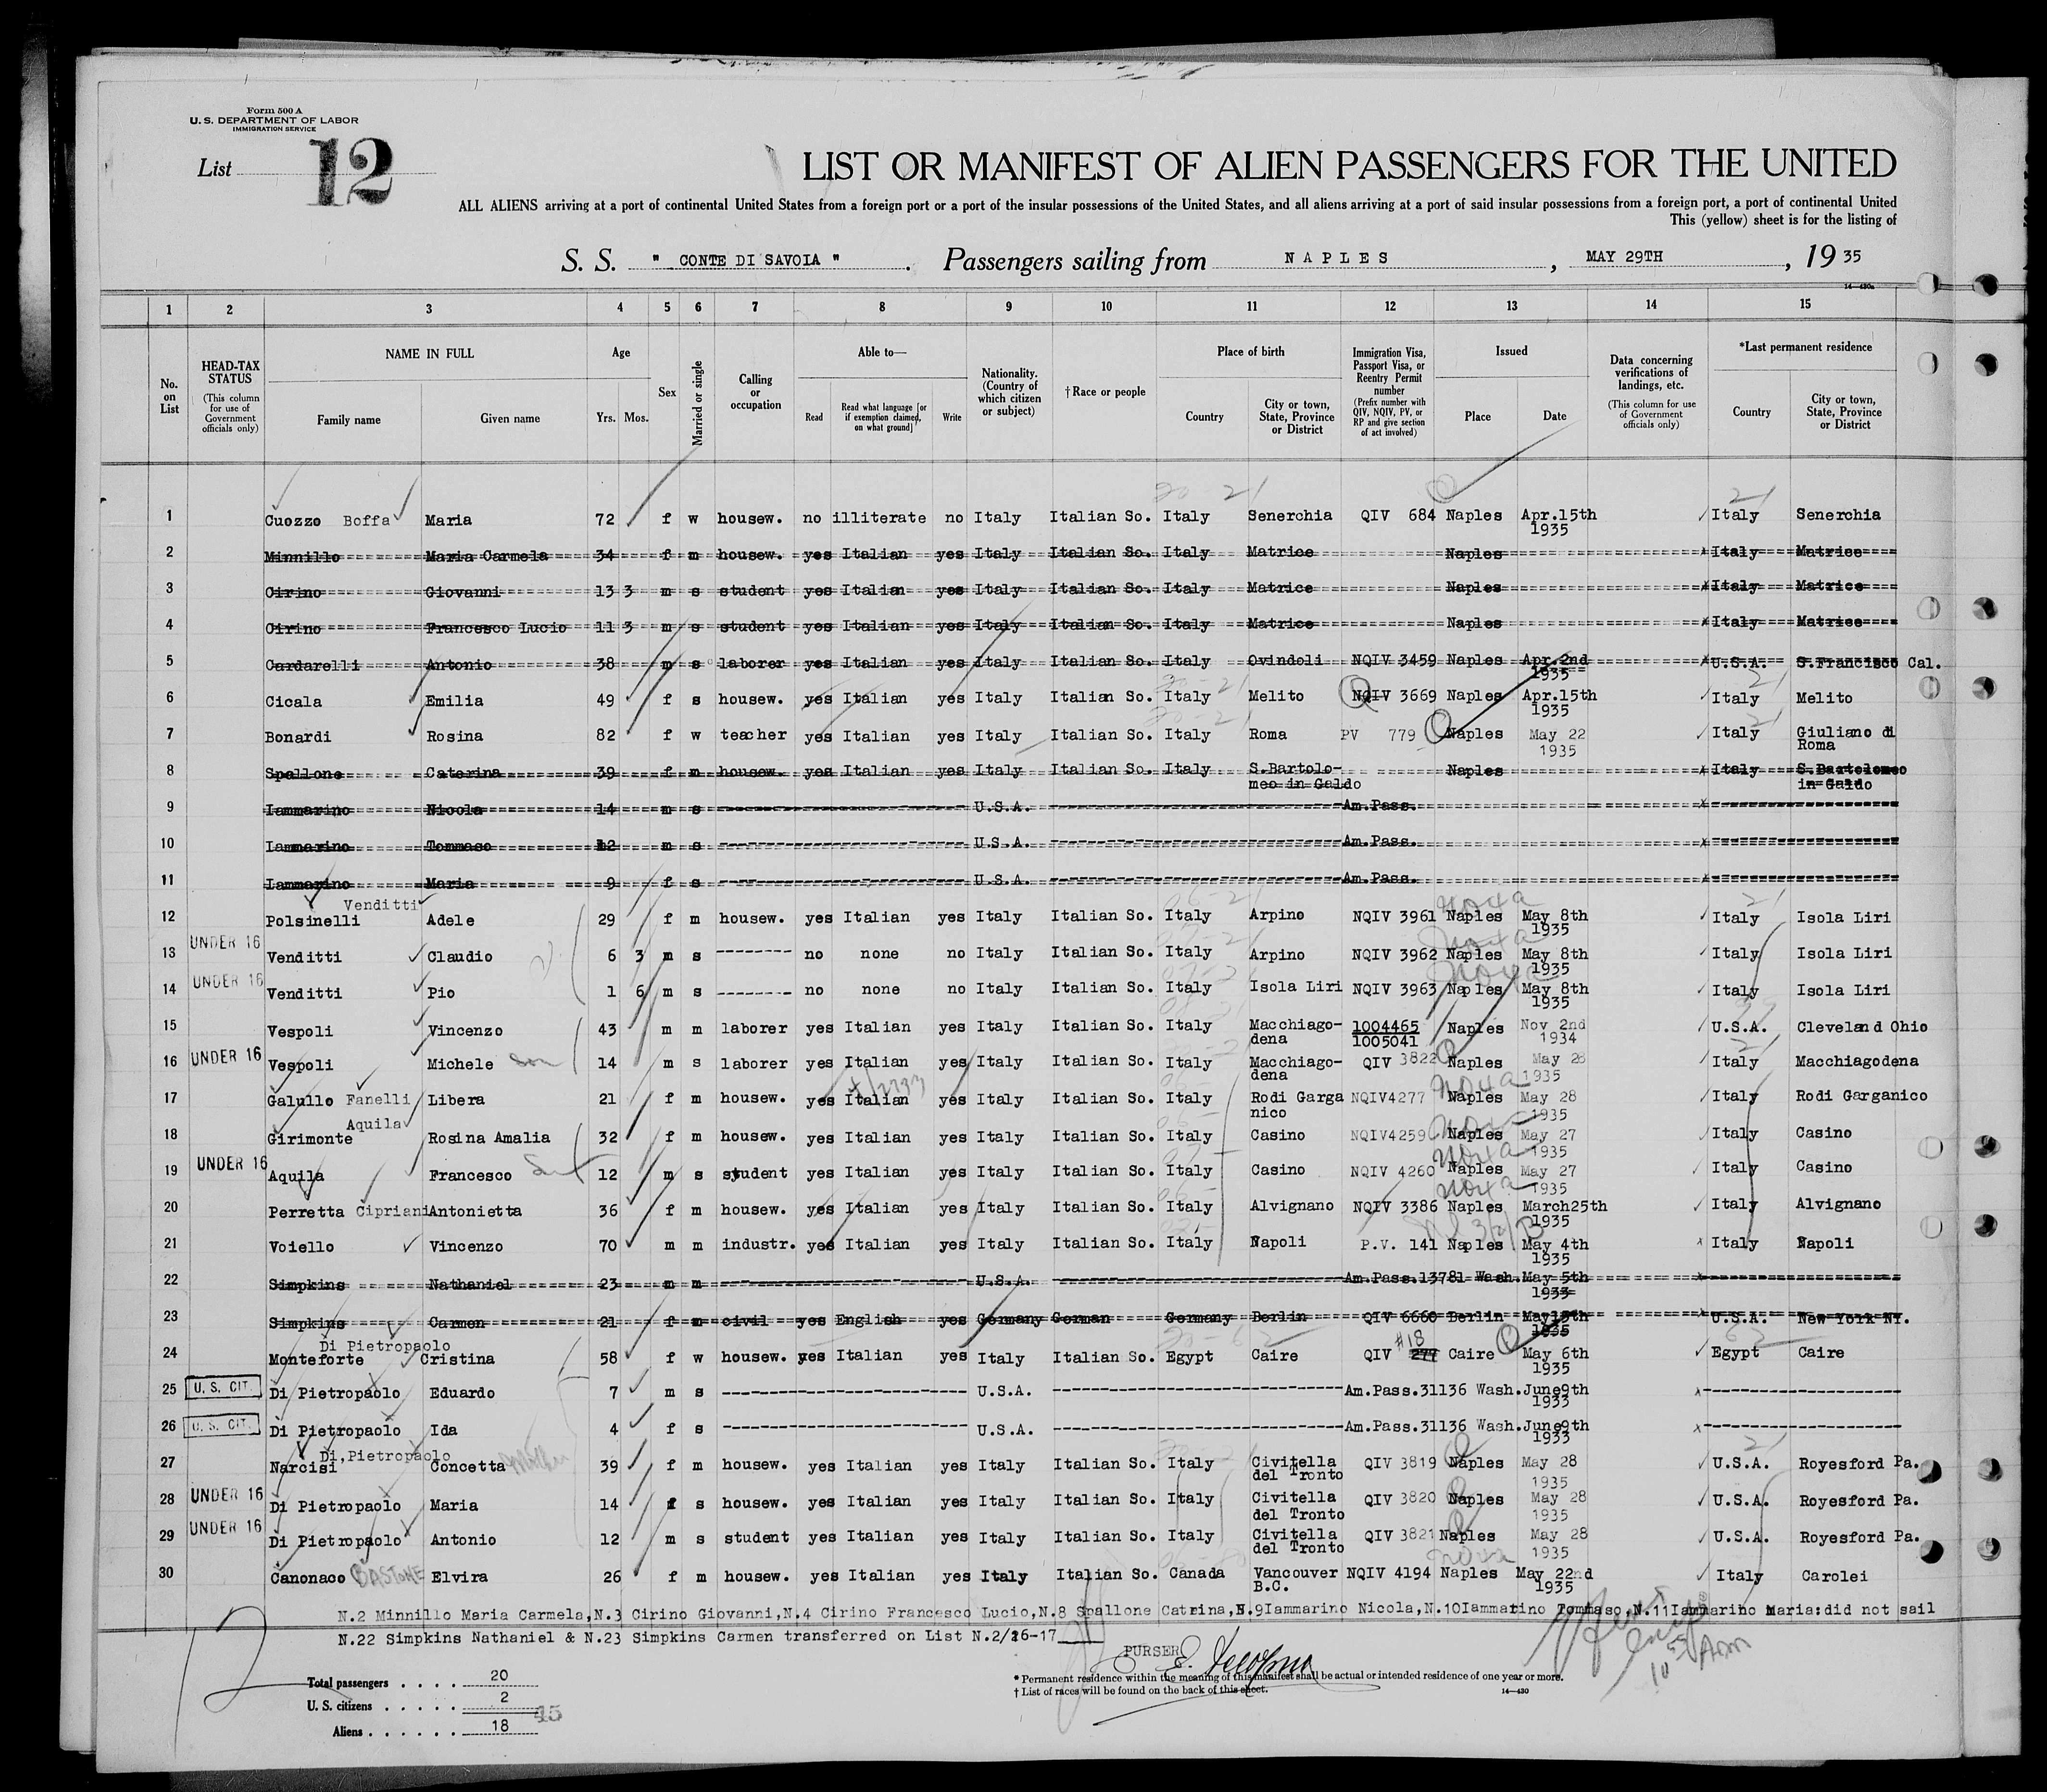 Form 500 A
U. S. DEPARTMENT OF LABOR
IMMIGRATION SERVICE
List 12
LIST OR MANIFEST OF ALIEN PASSENGERS FOR THE UNITED
ALL ALIENS arriving at a port of continental United States from a foreign port or a port of the insular possessions of the United States, and all aliens arriving at a port of said insular possessions from a foreign port, a port of continental United
This (yellow) sheet is for the listing of
S. S. " CONTE DI SAVOIA " . Passengers sailing from NAPLES , MAY 29TH , 19 35
14—430a
1 2 3 4 5 6 7 8 9 10 11 12 13 14 15
No. on List
HEAD-TAX STATUS (This column for use of Government officials only)
NAME IN FULL
Family name Given name
Age
Yrs. Mos.
Sex
Married or single
Calling or occupation
Able to—
Read Read what language [or if exemption claimed, on what ground] Write
Nationality. (Country of which citizen or subject)
† Race or people
Place of birth
Country City or town, State, Province or District
Immigration Visa, Passport Visa, or Reentry Permit number (Prefix number with QIV, NQIV, PV, or RP and give section of act involved)
Issued
Place Date
Data concerning verifications of landings, etc. (This column for use of Government officials only)
*Last permanent residence
Country City or town, State, Province or District
1 Cuozzo Boffa Maria 72 f w housew. no illiterate no Italy Italian So. Italy Senerchia QIV 684 Naples Apr.15th 1935 Italy Senerchia
2 Minnillo Maria Carmela 34 f m housew. yes Italian yes Italy Italian So. Italy Matrice Naples Italy Matrice
3 Cirino Giovanni 13 3 m s student yes Italian yes Italy Italian So. Italy Matrice Naples Italy Matrice
4 Cirino Francesco Lucio 11 3 m s student yes Italian yes Italy Italian So. Italy Matrice Naples Italy Matrice
5 Cardarelli Antonio 38 m s laborer yes Italian yes Italy Italian So. Italy Ovindoli NQIV 3459 Naples Apr.2nd 1935 U.S.A. S.Francisco Cal.
6 Cicala Emilia 49 f s housew. yes Italian yes Italy Italian So. Italy Melito NQIV 3669 Naples Apr.15th 1935 Italy Melito
7 Bonardi Rosina 82 f w teacher yes Italian yes Italy Italian So. Italy Roma PV 779 Naples May 22 1935 Italy Giuliano di Roma
8 Spallone Caterina 39 f m housew. yes Italian yes Italy Italian So. Italy S.Bartolomeo in Galdo Naples Italy S.Bartolomeo in Galdo
9 Iammarino Nicola 14 m s U.S.A. Am.Pass.
10 Iammarino Tommaso 12 m s U.S.A. Am.Pass.
11 Iammarino Maria 9 f s U.S.A. Am.Pass.
12 Polsinelli Venditti Adele 29 f m housew. yes Italian yes Italy Italian So. Italy Arpino NQIV 3961 Naples May 8th 1935 Italy Isola Liri
13 UNDER 16 Venditti Claudio 6 3 m s no none no Italy Italian So. Italy Arpino NQIV 3962 Naples May 8th 1935 Italy Isola Liri
14 UNDER 16 Venditti Pio 1 6 m s no none no Italy Italian So. Italy Isola Liri NQIV 3963 Naples May 8th 1935 Italy Isola Liri
15 Vespoli Vincenzo 43 m m laborer yes Italian yes Italy Italian So. Italy Macchiago-dena 1004465 1005041 Naples Nov 2nd 1934 U.S.A. Cleveland Ohio
16 UNDER 16 Vespoli Michele son 14 m s laborer yes Italian yes Italy Italian So. Italy Macchiago-dena QIV 3822 Naples May 28 1935 Italy Macchiagodena
17 Galullo Fanelli Libera 21 f m housew. yes Italian yes Italy Italian So. Italy Rodi Garganico NQIV4277 Naples May 28 1935 Italy Rodi Garganico
18 Girimonte Aquila Rosina Amalia 32 f m housew. yes Italian yes Italy Italian So. Italy Casino NQIV4259 Naples May 27 1935 Italy Casino
19 UNDER 16 Aquila Francesco 12 m s student yes Italian yes Italy Italian So. Italy Casino NQIV 4260 Naples May 27 1935 Italy Casino
20 Perretta Cipriani Antonietta 36 f m housew. yes Italian yes Italy Italian So. Italy Alvignano NQIV 3386 Naples March25th 1935 Italy Alvignano
21 Voiello Vincenzo 70 m m industr. yes Italian yes Italy Italian So. Italy Napoli P.V. 141 Naples May 4th 1935 Italy Napoli
22 Simpkins Nathaniel 23 m m U.S.A. Am.Pass.13781 Wash. May 5th 1933
23 Simpkins Carmen 21 f m civil yes English yes Germany German Germany Berlin QIV 6660 Berlin May15th 1935 U.S.A. New York NY.
24 Monteforte Di Pietropaolo Cristina 58 f w housew. yes Italian yes Italy Italian So. Egypt Caire QIV #18 277 Caire May 6th 1935 Egypt Caire
25 U. S. CIT. Di Pietropaolo Eduardo 7 m s U.S.A. Am.Pass.31136 Wash.June9th 1933
26 U. S. CIT. Di Pietropaolo Ida 4 f s U.S.A. Am.Pass.31136 Wash.June9th 1933
27 Narcisi Di Pietropaolo Concetta Mother 39 f m housew. yes Italian yes Italy Italian So. Italy Civitella del Tronto QIV 3819 Naples May 28 1935 U.S.A. Royesford Pa.
28 UNDER 16 Di Pietropaolo Maria 14 f s housew. yes Italian yes Italy Italian So. Italy Civitella del Tronto QIV 3820 Naples May 28 1935 U.S.A. Royesford Pa.
29 UNDER 16 Di Pietropaolo Antonio 12 m s student yes Italian yes Italy Italian So. Italy Civitella del Tronto QIV 3821 Naples May 28 1935 U.S.A. Royesford Pa.
30 Canonaco BASTONE Elvira 26 f m housew. yes Italian yes Italy Italian So. Canada Vancouver B.C. NQIV 4194 Naples May 22nd 1935 Italy Carolei
N.2 Minnillo Maria Carmela,N.3 Cirino Giovanni,N.4 Cirino Francesco Lucio,N.8 Spallone Catrina,N.9Iammarino Nicola,N.10Iammarino Tommaso,N.11Iammarino Maria:did not sail
N.22 Simpkins Nathaniel & N.23 Simpkins Carmen transferred on List N.2/16-17
PURSER
Total passengers . . . . 20
U. S. citizens . . . . . 2
Aliens . . . . . . 18
15
* Permanent residence within the meaning of this manifest shall be actual or intended residence of one year or more.
† List of races will be found on the back of this sheet.
14—430